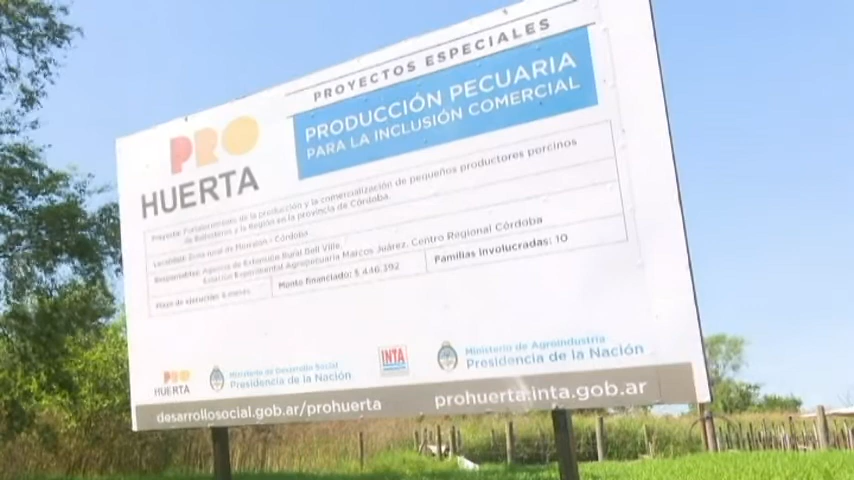 PROYECTOS ESPECIALES
PRODUCCIÓN PECUARIA
PARA LA INCLUSIÓN COMERCIAL
PRO
HUERTA
Proyecto: Fortalecimiento de la producción y la comercialización de pequeños productores porcinos
de Ballesteros y la Región en la provincia de Córdoba
Localidad: Zona rural de Morrison - Córdoba
Responsables: Agencia de Extensión Rural Bell Ville,
Estación Experimental Agropecuaria Marcos Juárez, Centro Regional Córdoba
Plazo de ejecución: meses
Monto financiado: $ 446.392
Familias involucradas: 10
PRO
HUERTA
Ministerio de Desarrollo Social
Presidencia de la Nación
INTA
Ministerio de Agroindustria
Presidencia de la Nación
desarrollosocial.gob.ar/prohuerta
prohuerta.inta.gob.ar